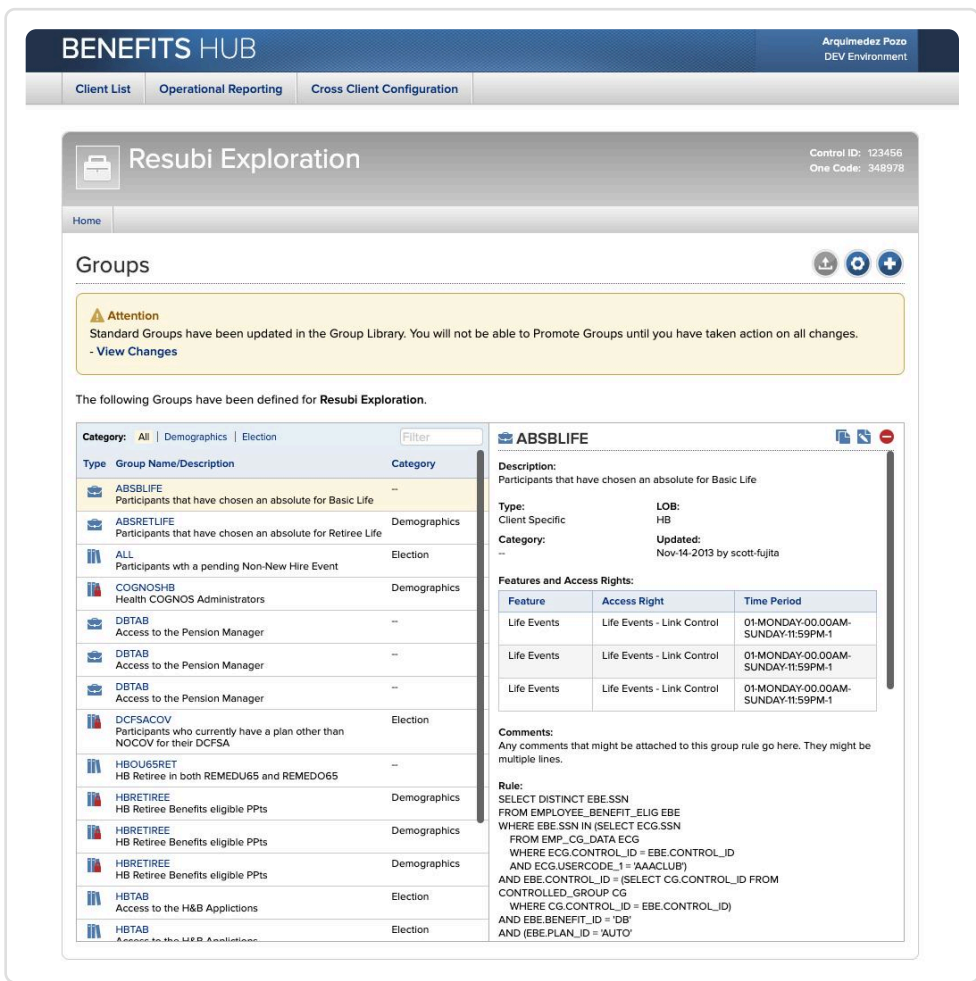 BENEFITS HUB
Arquimedez Pozo
DEV Environment
Client List Operational Reporting Cross Client Configuration
Resubi Exploration
Control ID: 123456
One Code: 348978
Home
Groups
Attention
Standard Groups have been updated in the Group Library. You will not be able to Promote Groups until you have taken action on all changes.
- View Changes
The following Groups have been defined for Resubi Exploration.
Category: All | Demographics | Election Filter
Type Group Name/Description Category
ABSBLIFE --
Participants that have chosen an absolute for Basic Life
ABSRETLIFE Demographics
Participants that have chosen an absolute for Retiree Life
ALL Election
Participants wth a pending Non-New Hire Event
COGNOSHB Demographics
Health COGNOS Administrators
DBTAB --
Access to the Pension Manager
DBTAB --
Access to the Pension Manager
DBTAB --
Access to the Pension Manager
DCFSACOV Election
Participants who currently have a plan other than
NOCOV for their DCFSA
HBOU65RET --
HB Retiree in both REMEDU65 and REMEDO65
HBRETIREE Demographics
HB Retiree Benefits eligible PPts
HBRETIREE Demographics
HB Retiree Benefits eligible PPts
HBRETIREE Demographics
HB Retiree Benefits eligible PPts
HBTAB Election
Access to the H&B Applictions
HBTAB Election
Access to the H&B Applictions
ABSBLIFE
Description:
Participants that have chosen an absolute for Basic Life
Type: LOB:
Client Specific HB
Category: Updated:
-- Nov-14-2013 by scott-fujita
Features and Access Rights:
Feature Access Right Time Period
Life Events Life Events - Link Control 01-MONDAY-00.00AM-
SUNDAY-11:59PM-1
Life Events Life Events - Link Control 01-MONDAY-00.00AM-
SUNDAY-11:59PM-1
Life Events Life Events - Link Control 01-MONDAY-00.00AM-
SUNDAY-11:59PM-1
Comments:
Any comments that might be attached to this group rule go here. They might be
multiple lines.
Rule:
SELECT DISTINCT EBE.SSN
FROM EMPLOYEE_BENEFIT_ELIG EBE
WHERE EBE.SSN IN (SELECT ECG.SSN
FROM EMP_CG_DATA ECG
WHERE ECG.CONTROL_ID = EBE.CONTROL_ID
AND ECG.USERCODE_1 = 'AAACLUB')
AND EBE.CONTROL_ID = (SELECT CG.CONTROL_ID FROM
CONTROLLED_GROUP CG
WHERE CG.CONTROL_ID = EBE.CONTROL_ID)
AND EBE.BENEFIT_ID = 'DB'
AND (EBE.PLAN_ID = 'AUTO'